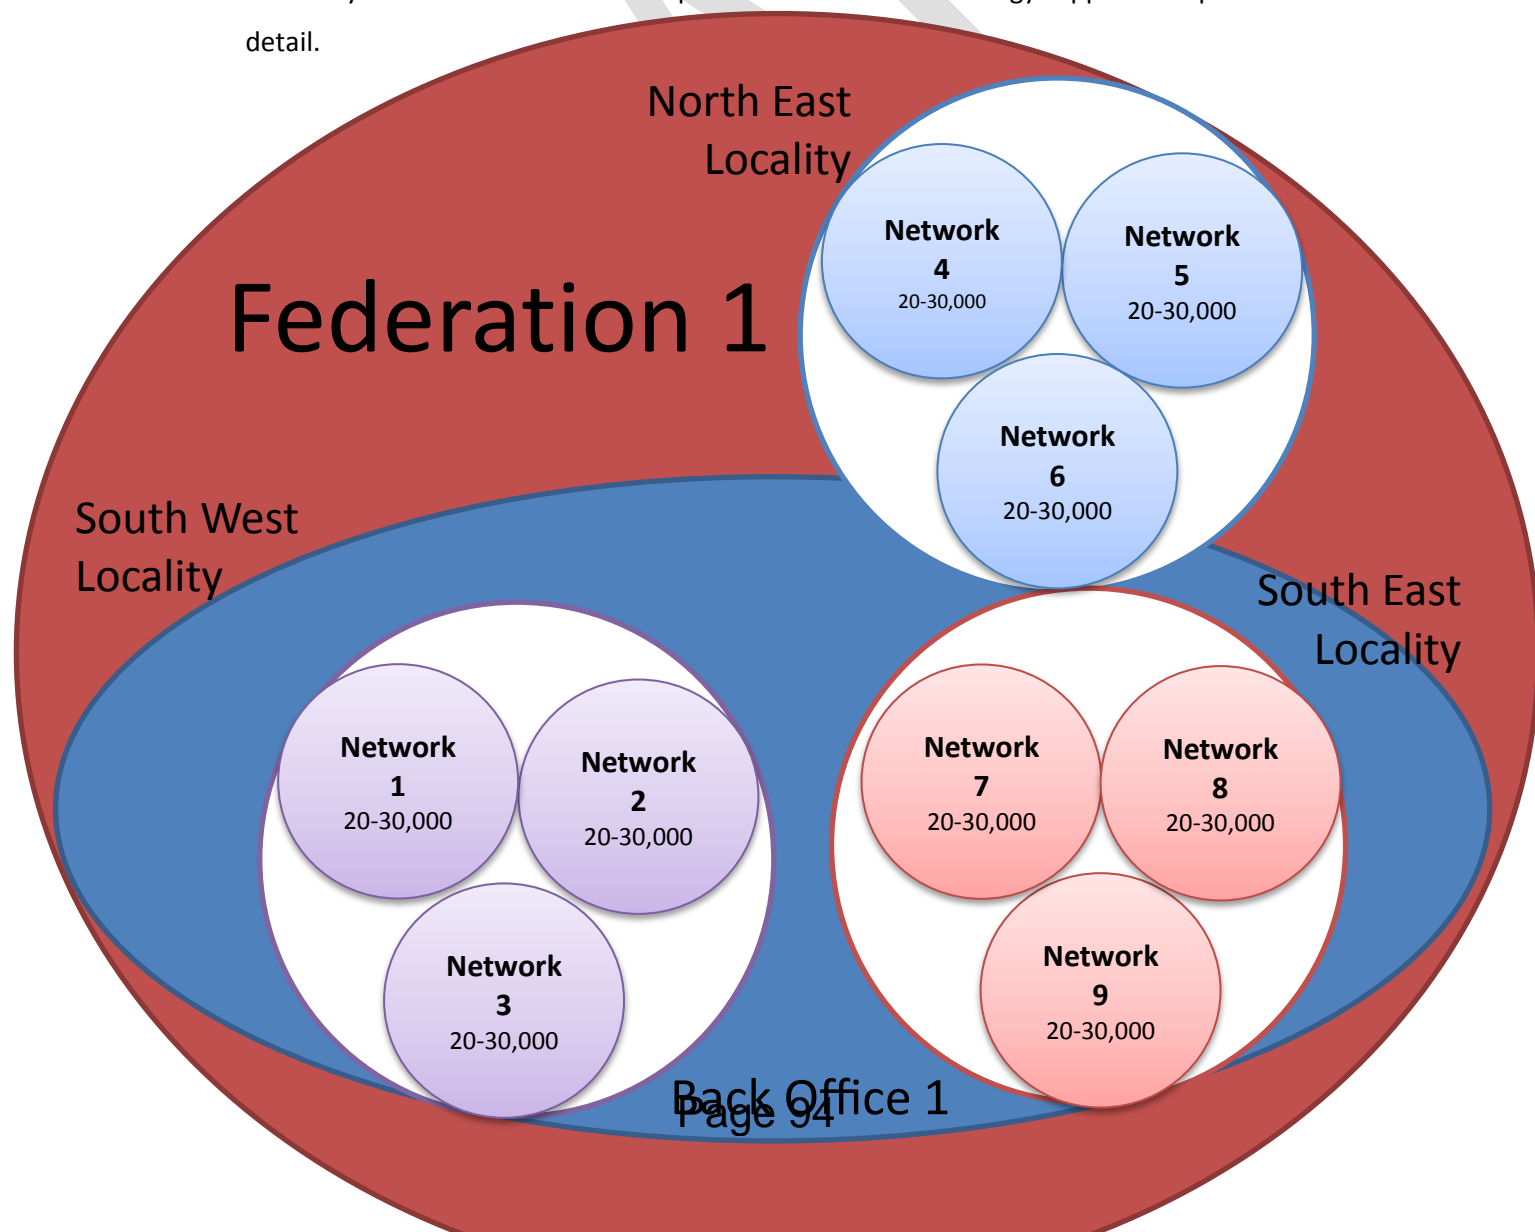 detail.
North East
Locality
Federation 1
Network
4
20-30,000
Network
5
20-30,000
Network
6
20-30,000
South West
Locality
South East
Locality
Network
1
20-30,000
Network
2
20-30,000
Network
3
20-30,000
Network
7
20-30,000
Network
8
20-30,000
Network
9
20-30,000
Back Office 1
Page 94